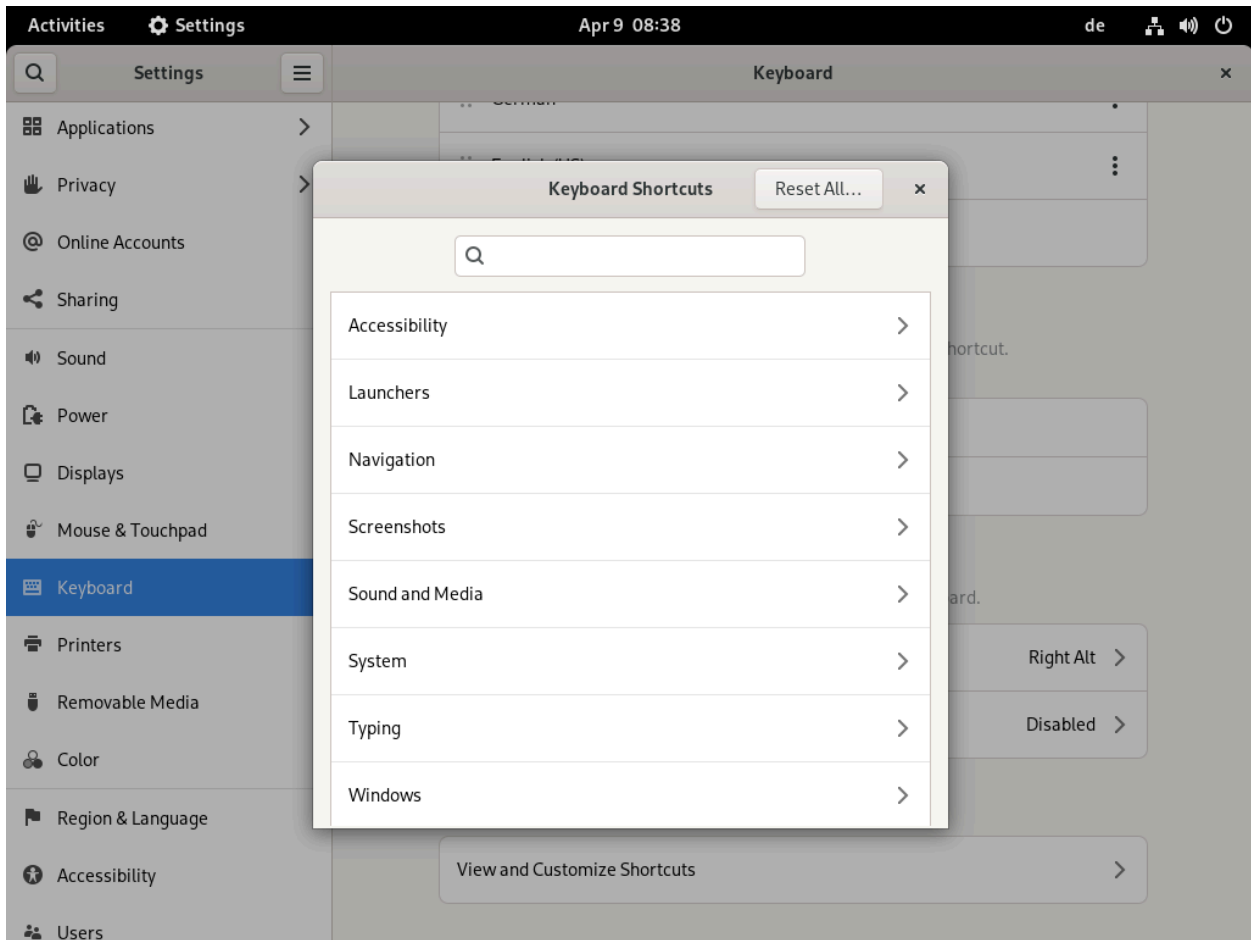 Activities
Settings
Apr 9 08:38
de
Settings
Keyboard
Applications
Privacy
Online Accounts
Sharing
Sound
Power
Displays
Mouse & Touchpad
Keyboard
Printers
Removable Media
Color
Region & Language
Accessibility
Users
German
Keyboard Shortcuts
Reset All...
Accessibility
Launchers
Navigation
Screenshots
Sound and Media
System
Typing
Windows
hortcut.
ard.
Right Alt
Disabled
View and Customize Shortcuts